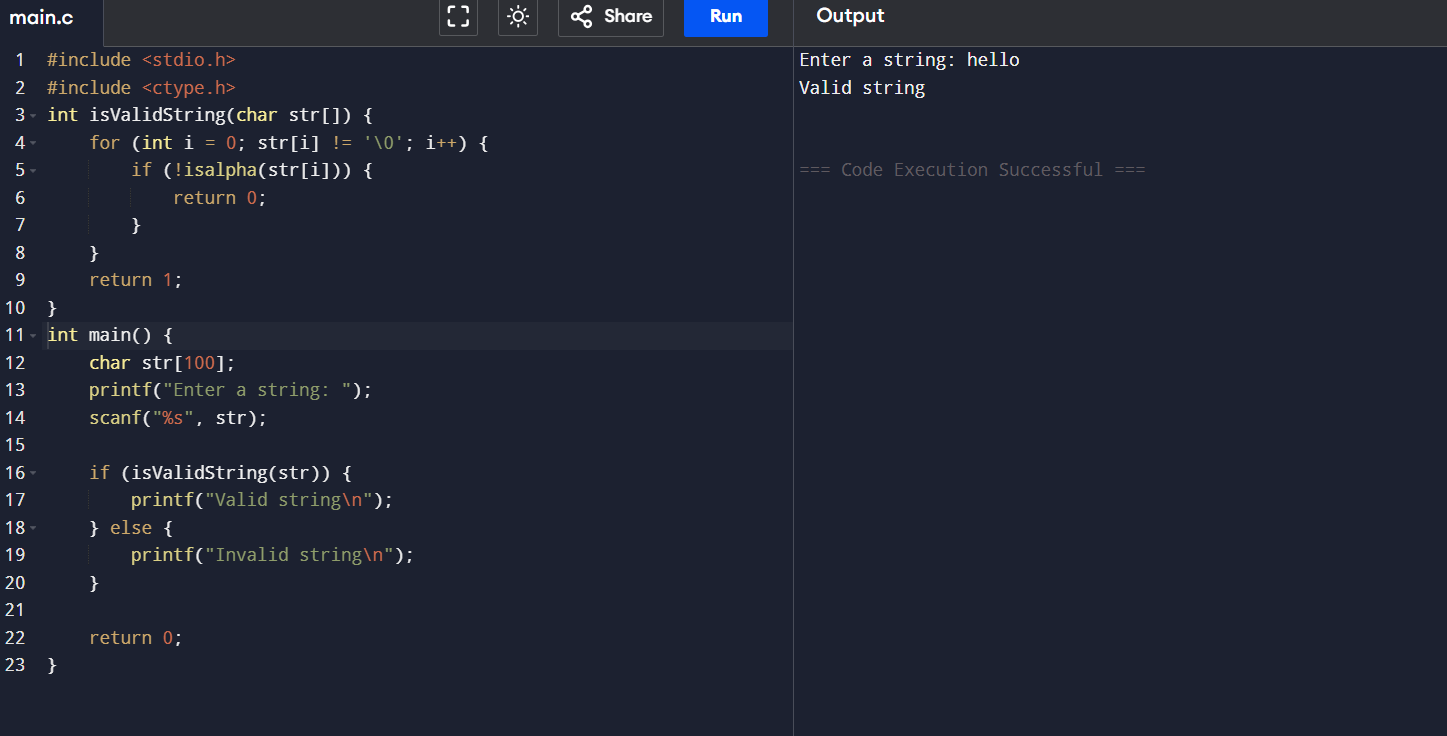 main.c Share Run Output
1 #include <stdio.h>
2 #include <ctype.h>
3 int isValidString(char str[]) {
4     for (int i = 0; str[i] != '\0'; i++) {
5         if (!isalpha(str[i])) {
6             return 0;
7         }
8     }
9     return 1;
10 }
11 int main() {
12     char str[100];
13     printf("Enter a string: ");
14     scanf("%s", str);
15
16     if (isValidString(str)) {
17         printf("Valid string\n");
18     } else {
19         printf("Invalid string\n");
20     }
21
22     return 0;
23 }
Enter a string: hello
Valid string
=== Code Execution Successful ===